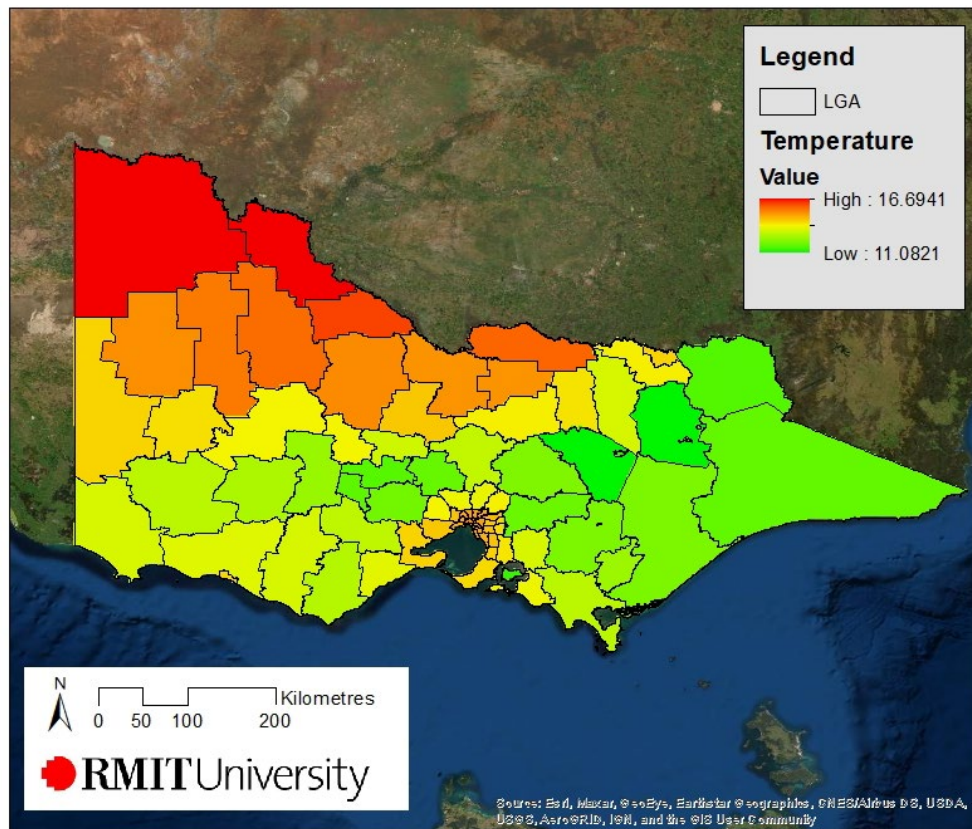 Legend
LGA
Temperature
Value
High : 16.6941
Low : 11.0821
N
Kilometres
0 50 100 200
RMIT University
Source: Esri, Maxar, GeoEye, Earthstar Geographics, CNES/Airbus DS, USDA,
USGS, AeroGRID, IGN, and the GIS User Community